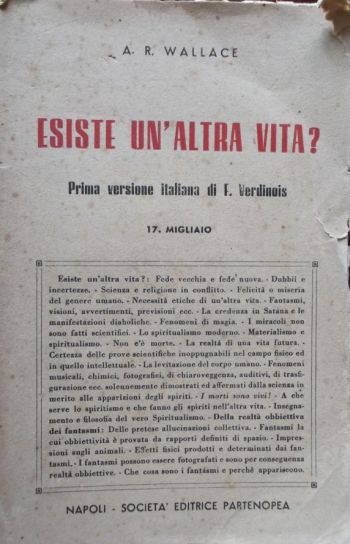 A. R. WALLACE
ESISTE UN'ALTRA VITA?
Prima versione italiana di F. Verdinois
17. MIGLIAIO
Esiste un'altra vita?: Fede vecchia e fede nuova. - Dubbii e
incertezze. - Scienza e religione in conflitto. - Felicità o miseria
del genere umano. - Necessità etiche di un'altra vita. - Fantasmi,
visioni, avvertimenti, previsioni ecc. - La credenza in Satana e le
manifestazioni diaboliche. - Fenomeni di magia. - I miracoli non
sono fatti scientifici. - Lo spiritualismo moderno. - Materialismo e
spiritualismo. - Non c'è morte. - La realtà di una vita futura. -
Certezza delle prove scientifiche inoppugnabili nel campo fisico ed
in quello intellettuale. - La levitazione del corpo umano. - Fenomeni
musicali, chimici, fotografici, di chiaroveggenza, auditivi, di trasfi-
gurazione ecc. solennemente dimostrati ed affermati dalla scienza in
merito alle apparizioni degli spiriti. - I morti sono vivi! - A che
serve lo spiritismo e che fanno gli spiriti nell'altra vita. - Insegna-
mento e filosofia del vero Spiritualismo. - Della realtà obbiettiva
dei fantasmi: Delle pretese allucinazioni collettiva. - Fantasmi la
cui obbiettività è provata da rapporti definiti di spazio. - Impres-
sioni sugli animali. - Effetti fisici prodotti e determinati dai fan-
tasmi. - I fantasmi possono essere fotografati e sono per conseguenza
realtà obbiettive. - Che cosa sono i fantásmi e perchè appariscono.
NAPOLI - SOCIETA' EDITRICE PARTENOPEA